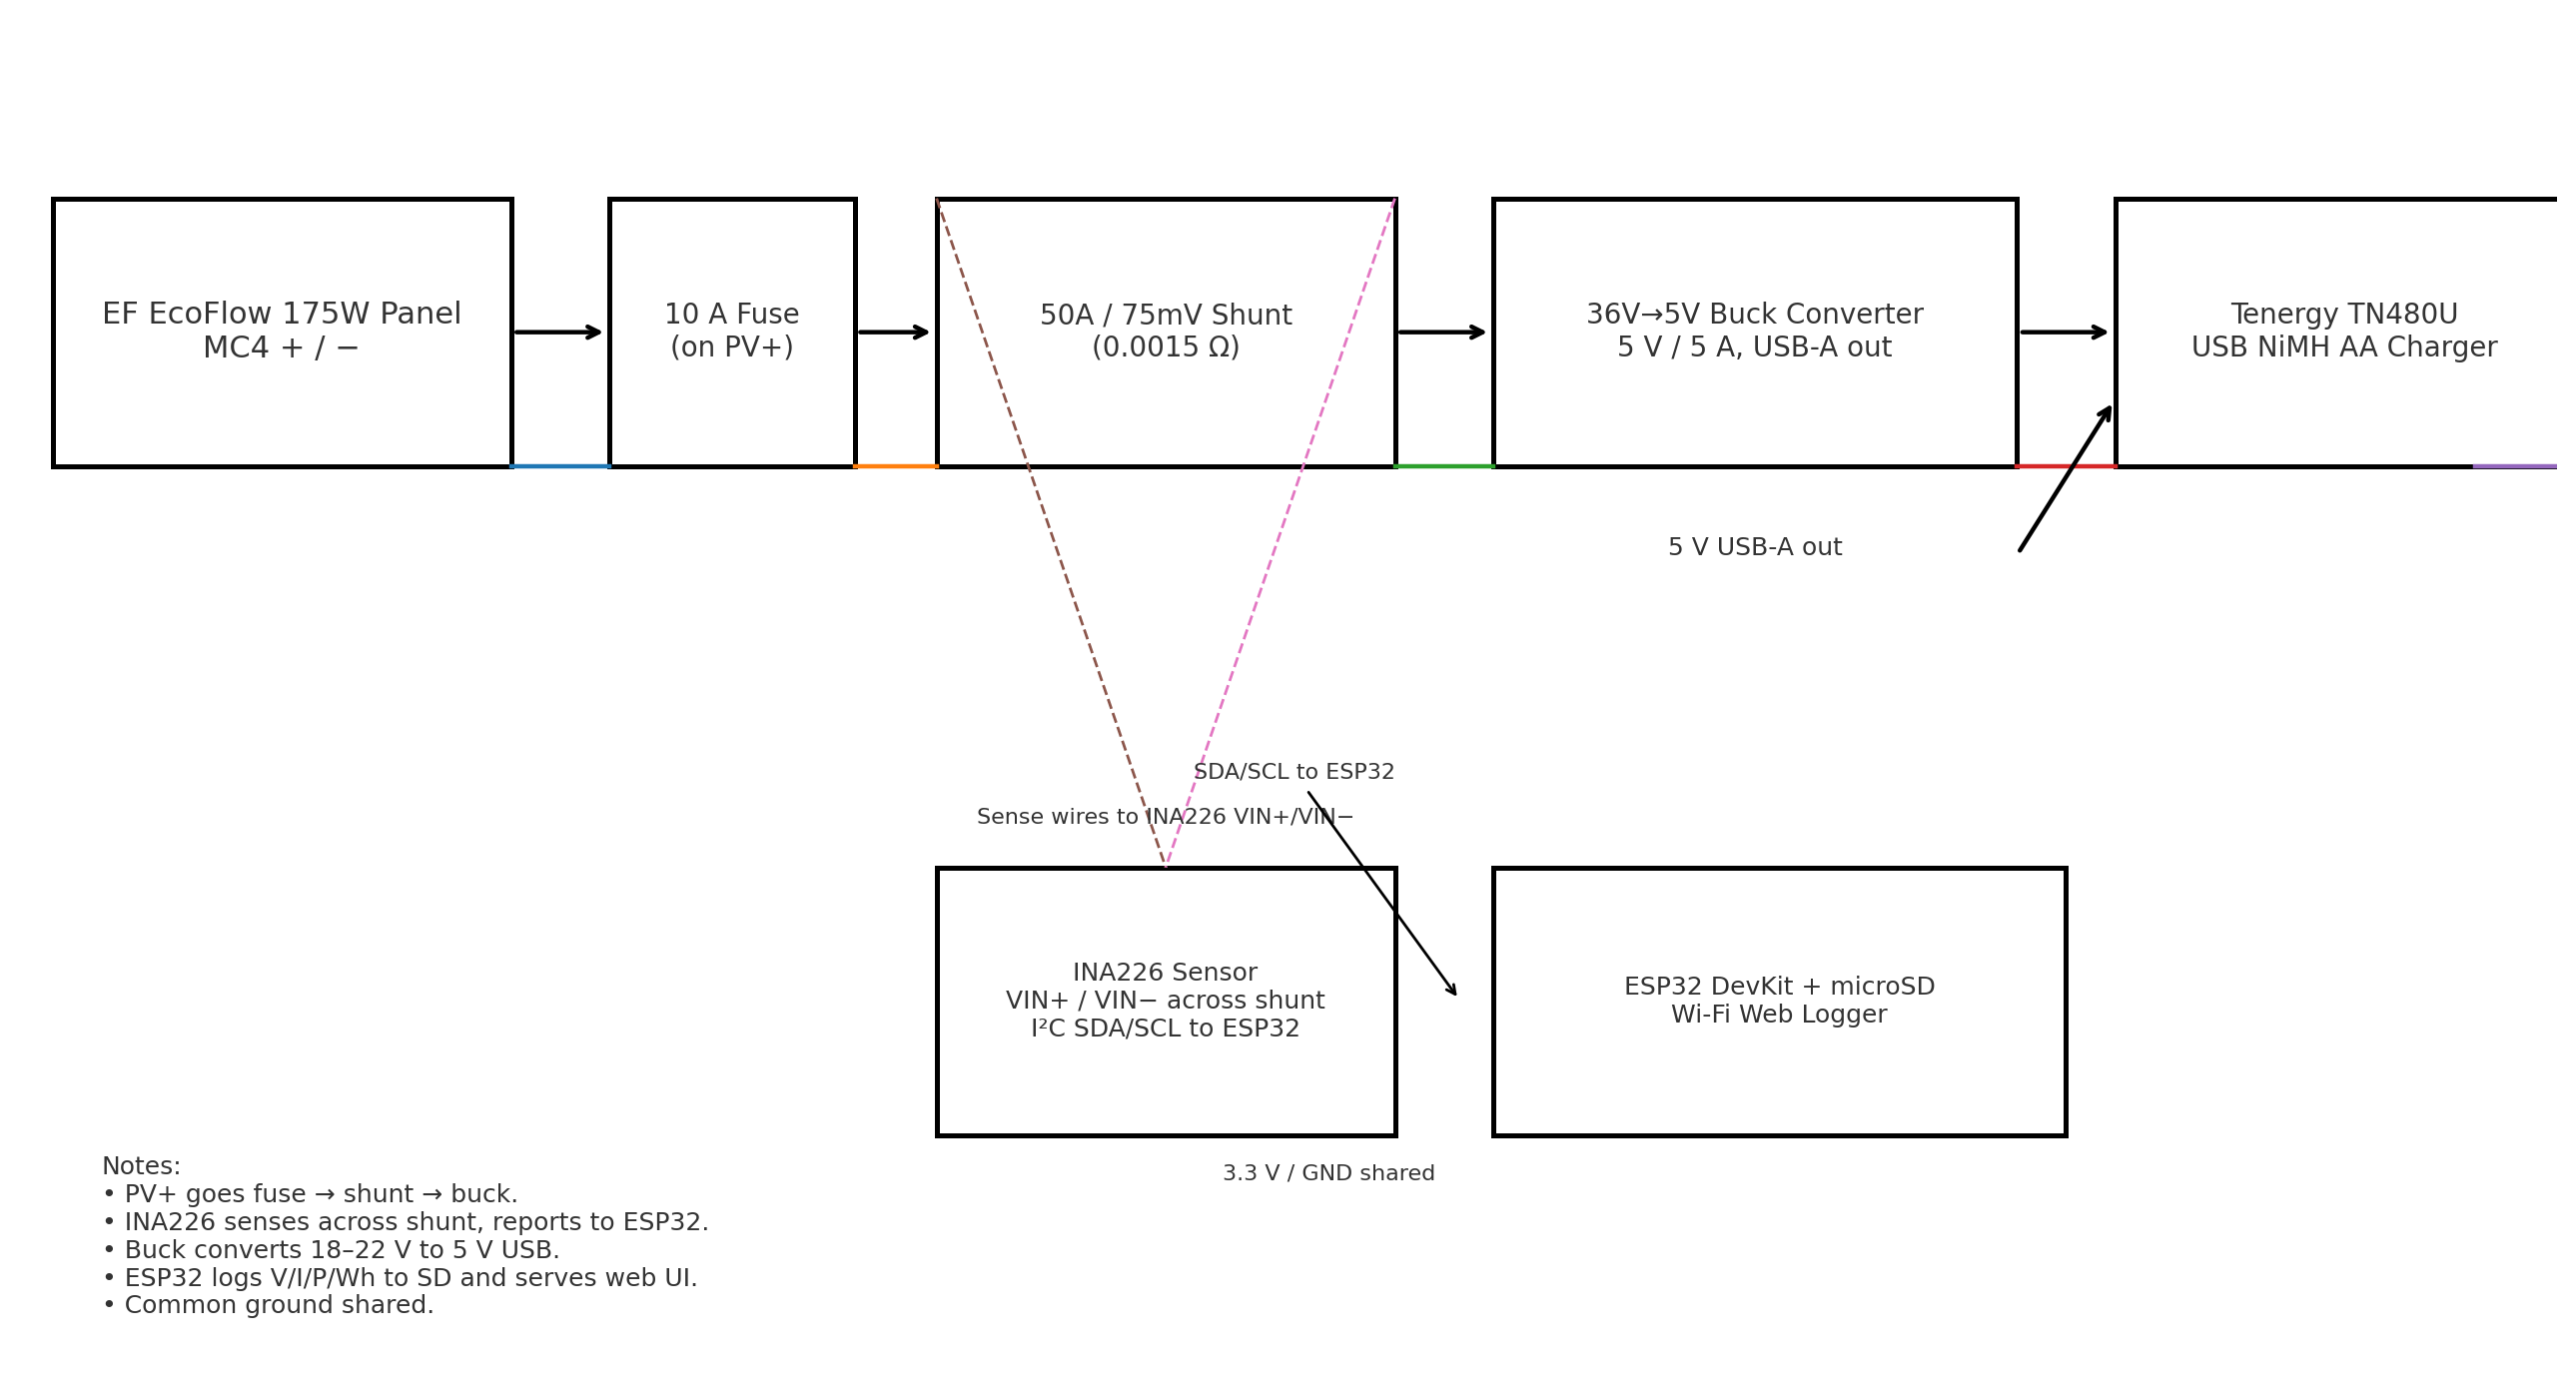 EF EcoFlow 175W Panel
MC4 + / −
10 A Fuse
(on PV+)
50A / 75mV Shunt
(0.0015 Ω)
36V→5V Buck Converter
5 V / 5 A, USB-A out
Tenergy TN480U
USB NiMH AA Charger
5 V USB-A out
SDA/SCL to ESP32
Sense wires to INA226 VIN+/VIN−
INA226 Sensor
VIN+ / VIN− across shunt
I²C SDA/SCL to ESP32
ESP32 DevKit + microSD
Wi-Fi Web Logger
3.3 V / GND shared
Notes:
• PV+ goes fuse → shunt → buck.
• INA226 senses across shunt, reports to ESP32.
• Buck converts 18–22 V to 5 V USB.
• ESP32 logs V/I/P/Wh to SD and serves web UI.
• Common ground shared.